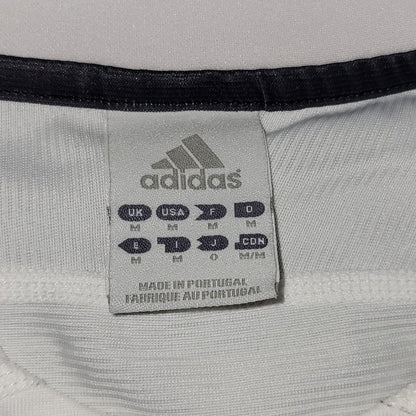 adidas
UK USA F D
M M M M
E I J CDN
M M O M/M
MADE IN PORTUGAL
FABRIQUE AU PORTUGAL